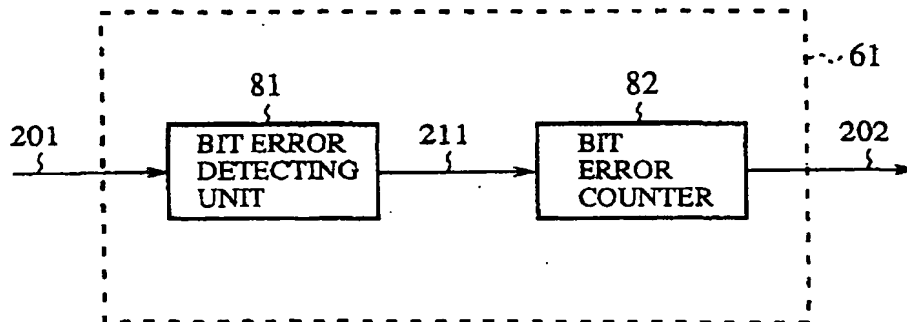 61
81
82
201
BIT ERROR
DETECTING
UNIT
211
BIT
ERROR
COUNTER
202